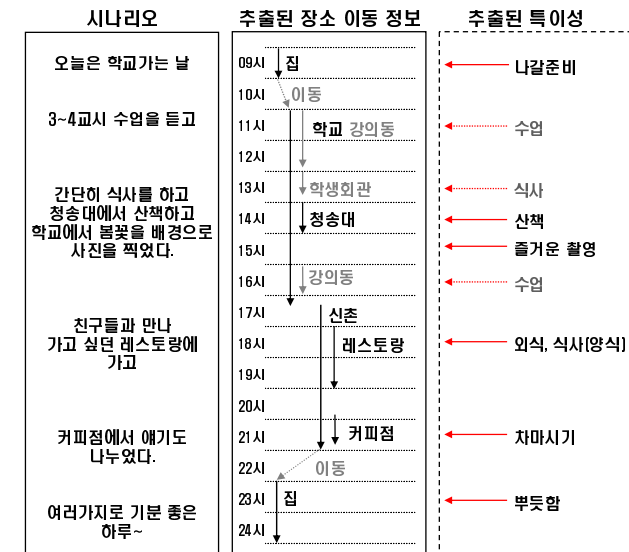 시나리오
추출된 장소 이동 정보
추출된 특이성
오늘은 학교가는 날
3~4교시 수업을 듣고
간단히 식사를 하고
청송대에서 산책하고
학교에서 봄꽃을 배경으로
사진을 찍었다.
친구들과 만나
가고 싶던 레스토랑에
가고
커피점에서 얘기도
나누었다.
여러가지로 기분 좋은
하루~
09시 집
10시 이동
11시 학교 강의동
12시
13시 학생회관
14시 청송대
15시
16시 강의동
17시 신촌
18시 레스토랑
19시
20시
21시 커피점
22시 이동
23시 집
24시
나갈준비
수업
식사
산책
즐거운 촬영
수업
외식, 식사(양식)
차마시기
뿌듯함